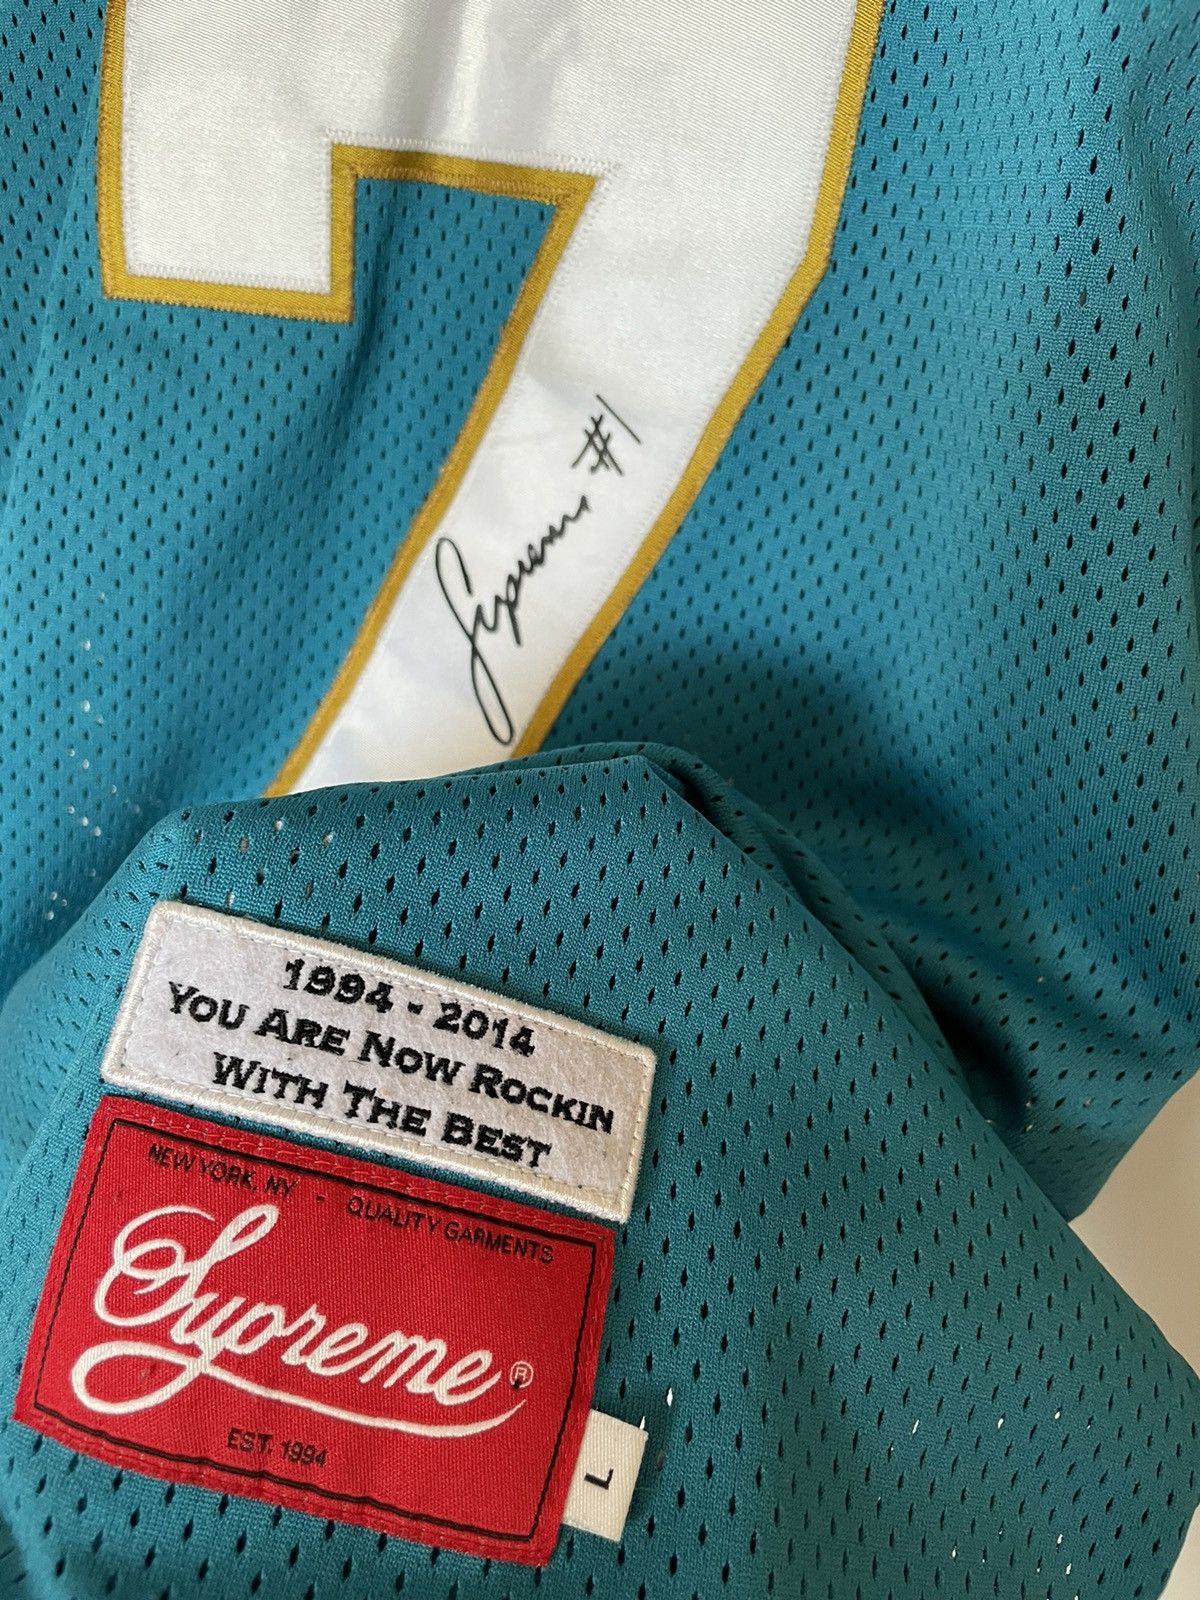 7
Supreme #1
1994 - 2014
YOU ARE NOW ROCKIN
WITH THE BEST
NEW YORK, NY - QUALITY GARMENTS
Supreme®
EST. 1994
L